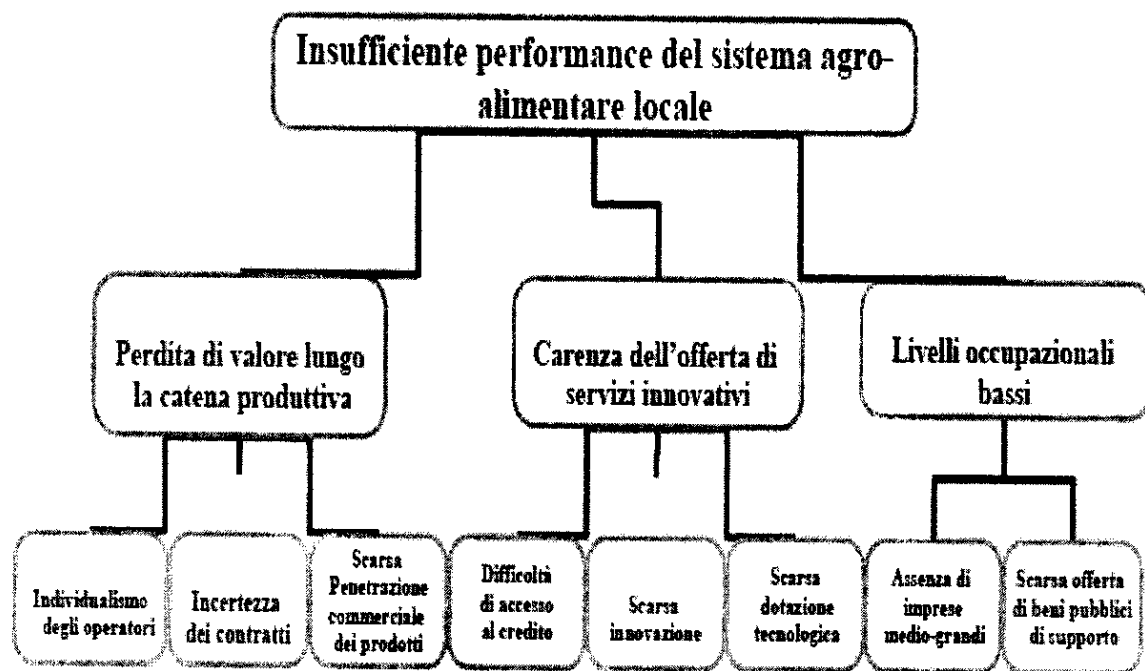 Insufficiente performance del sistema agro-
alimentare locale
Perdita di valore lungo
la catena produttiva
Carenza dell'offerta di
servizi innovativi
Livelli occupazionali
bassi
Individualismo
degli operatori
Incertezza
dei contratti
Scarsa
Penetrazione
commerciale
dei prodotti
Difficoltà
di accesso
al credito
Scarsa
innovazione
Scarsa
dotazione
tecnologica
Assenza di
imprese
medio-grandi
Scarsa offerta
di beni pubblici
di supporto